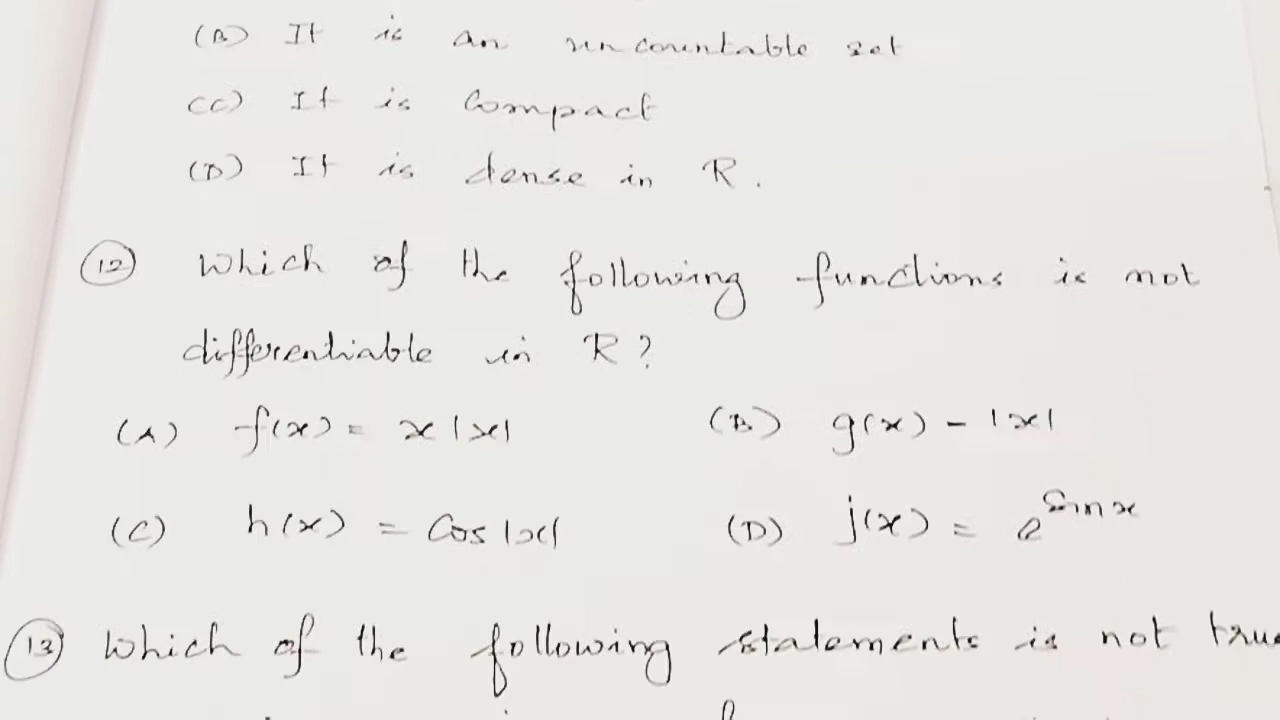 (B) It is an uncountable set
(C) It is Compact
(D) It is dense in R.
(12) Which of the following functions is not
differentiable in R?
(A) f(x) = x|x| (B) g(x) - |x|
(C) h(x) = Cos|x| (D) j(x) = e^Sinx
(13) Which of the following statements is not true